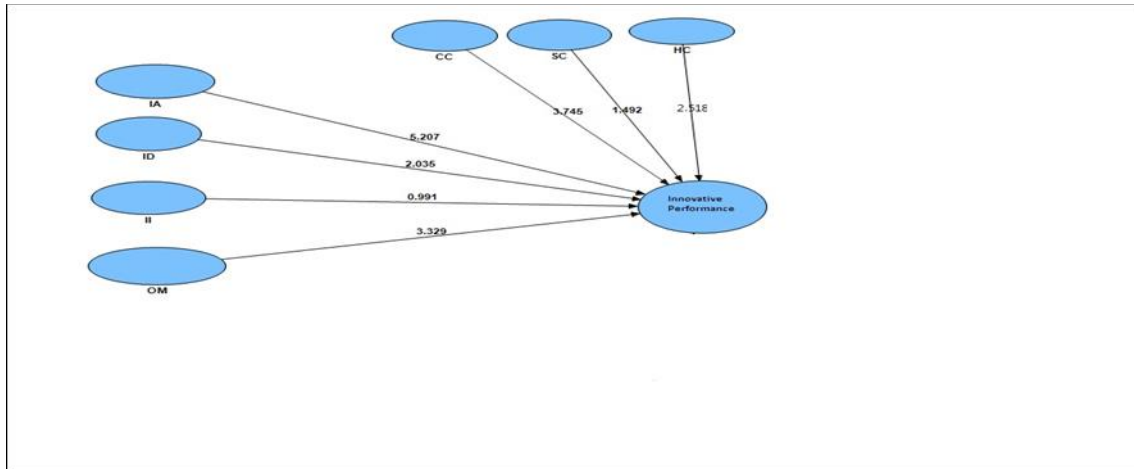 CC
SC
HC
IA
ID
II
OM
3.745
1.492
2.518
5.207
2.035
0.991
3.329
Innovative
Performance